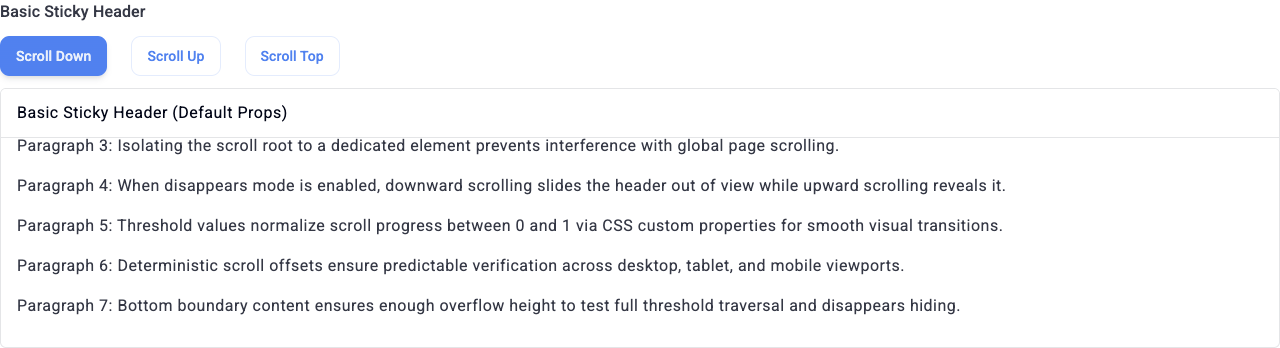 Basic Sticky Header
Scroll Down Scroll Up Scroll Top
Basic Sticky Header (Default Props)
Paragraph 3: Isolating the scroll root to a dedicated element prevents interference with global page scrolling.
Paragraph 4: When disappears mode is enabled, downward scrolling slides the header out of view while upward scrolling reveals it.
Paragraph 5: Threshold values normalize scroll progress between 0 and 1 via CSS custom properties for smooth visual transitions.
Paragraph 6: Deterministic scroll offsets ensure predictable verification across desktop, tablet, and mobile viewports.
Paragraph 7: Bottom boundary content ensures enough overflow height to test full threshold traversal and disappears hiding.